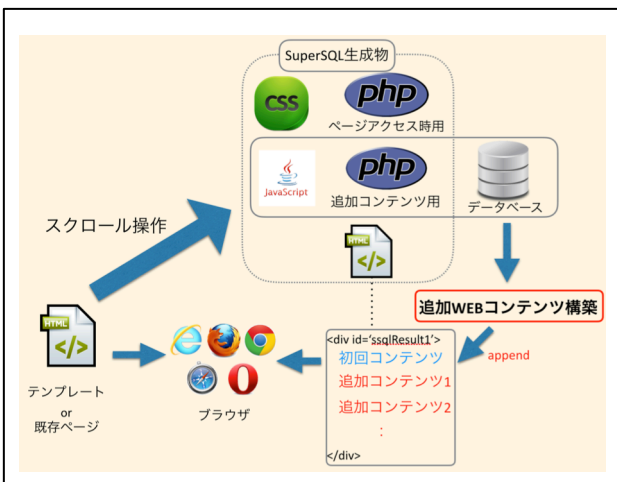 SuperSQL生成物
CSS
php
ページアクセス時用
JavaScript
php
追加コンテンツ用
データベース
スクロール操作
HTML
</>
追加WEBコンテンツ構築
HTML
</>
<div id='ssqlResult1'>
初回コンテンツ
追加コンテンツ1
追加コンテンツ2
:
</div>
append
テンプレート
or
既存ページ
ブラウザ